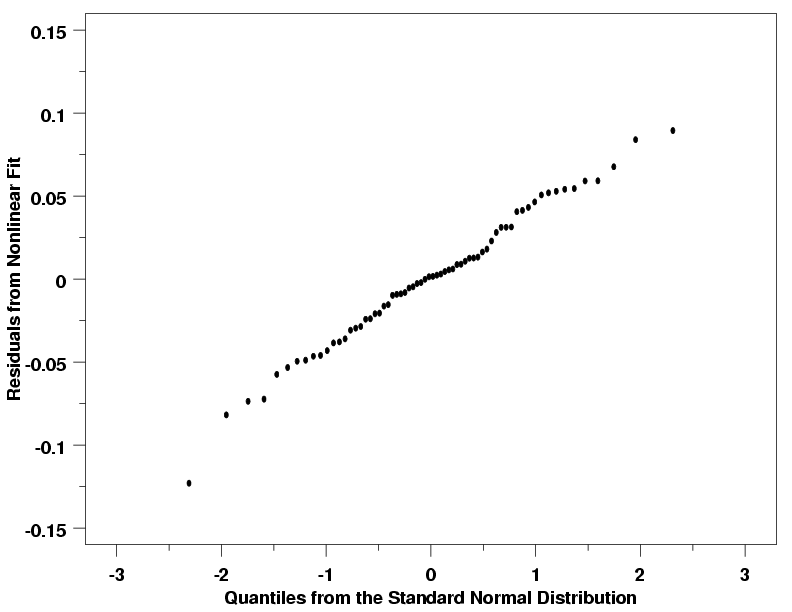 0.15
0.1
0.05
0
-0.05
-0.1
-0.15
Residuals from Nonlinear Fit
-3 -2 -1 0 1 2 3
Quantiles from the Standard Normal Distribution